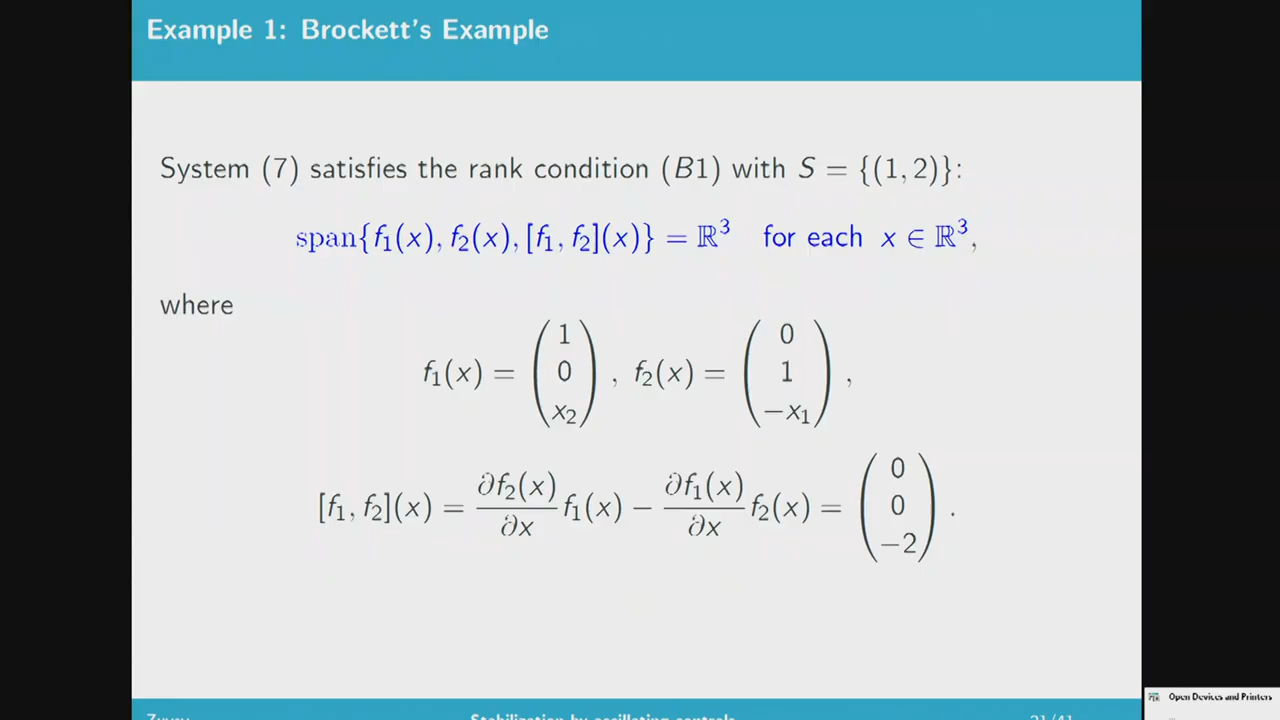 Example 1: Brockett's Example
System (7) satisfies the rank condition (B1) with S = {(1, 2)}:
span{f₁(x), f₂(x), [f₁, f₂](x)} = ℝ³ for each x ∈ ℝ³,
where
f₁(x) = (1 0 x₂), f₂(x) = (0 1 −x₁),
[f₁, f₂](x) = ∂f₂(x)/∂x f₁(x) − ∂f₁(x)/∂x f₂(x) = (0 0 −2).
Stabilization by oscillating controls
21/41
Open Devices and Printers